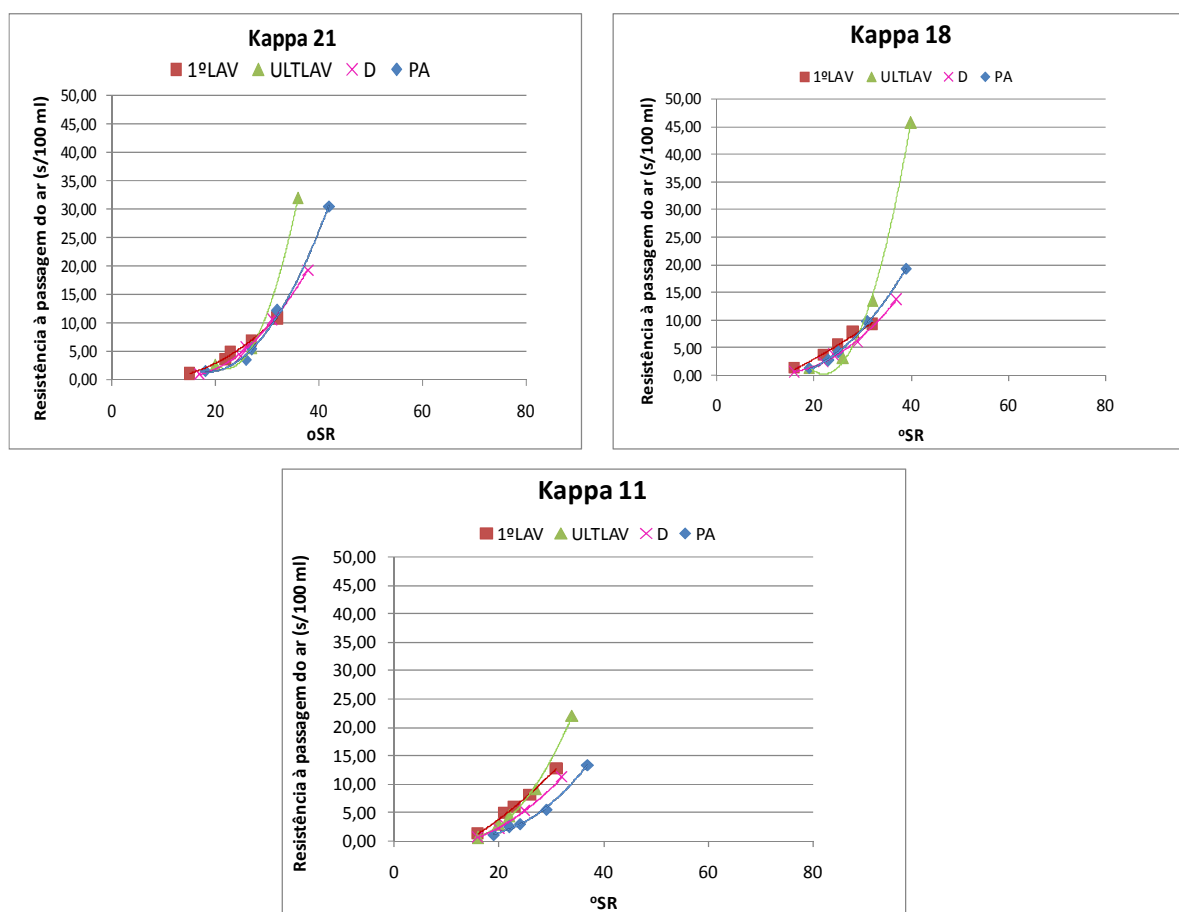 Kappa 21
1ºLAV ULTLAV D PA
Resistência à passagem do ar (s/100 ml)
50,00
45,00
40,00
35,00
30,00
25,00
20,00
15,00
10,00
5,00
0,00
0 20 40 60 80
oSR
Kappa 18
1ºLAV ULTLAV D PA
Resistência à passagem do ar (s/100 ml)
50,00
45,00
40,00
35,00
30,00
25,00
20,00
15,00
10,00
5,00
0,00
0 20 40 60 80
ºSR
Kappa 11
1ºLAV ULTLAV D PA
Resistência à passagem do ar (s/100 ml)
50,00
45,00
40,00
35,00
30,00
25,00
20,00
15,00
10,00
5,00
0,00
0 20 40 60 80
ºSR